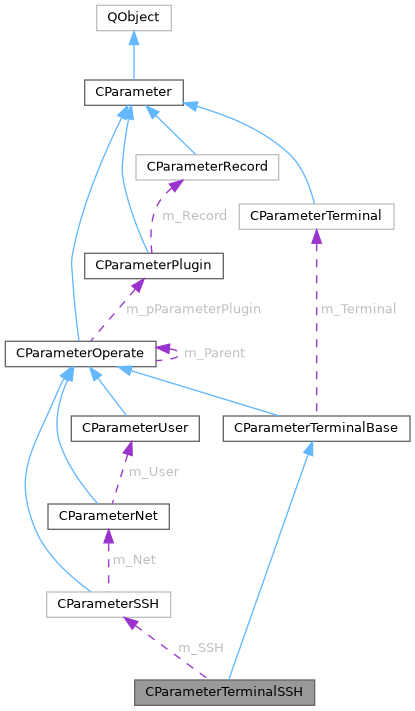 QObject
CParameter
CParameterRecord
CParameterTerminal
m_Record
CParameterPlugin
m_pParameterPlugin
m_Terminal
CParameterOperate
m_Parent
CParameterUser
CParameterTerminalBase
m_User
CParameterNet
m_Net
CParameterSSH
m_SSH
CParameterTerminalSSH